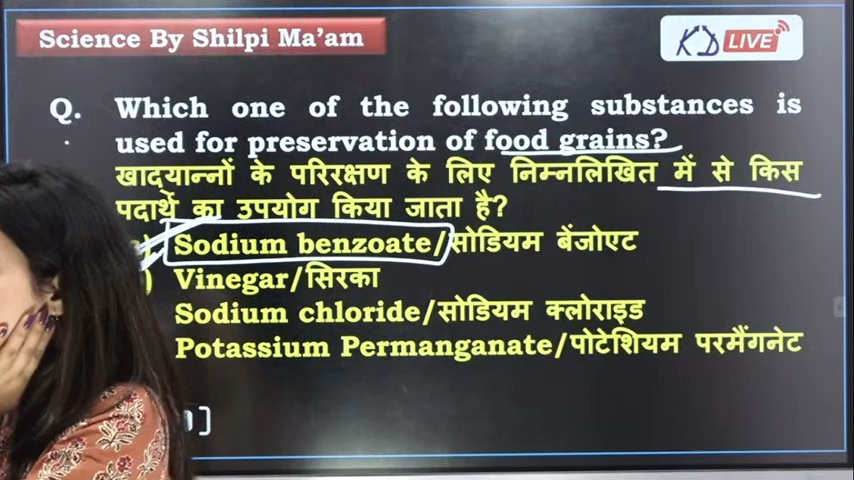 Science By Shilpi Ma'am
KD LIVE
Q. Which one of the following substances is
used for preservation of food grains?
खाद्यान्नों के परिरक्षण के लिए निम्नलिखित में से किस
पदार्थ का उपयोग किया जाता है?
Sodium benzoate/सोडियम बेंजोएट
Vinegar/सिरका
Sodium chloride/सोडियम क्लोराइड
Potassium Permanganate/पोटेशियम परमैंगनेट